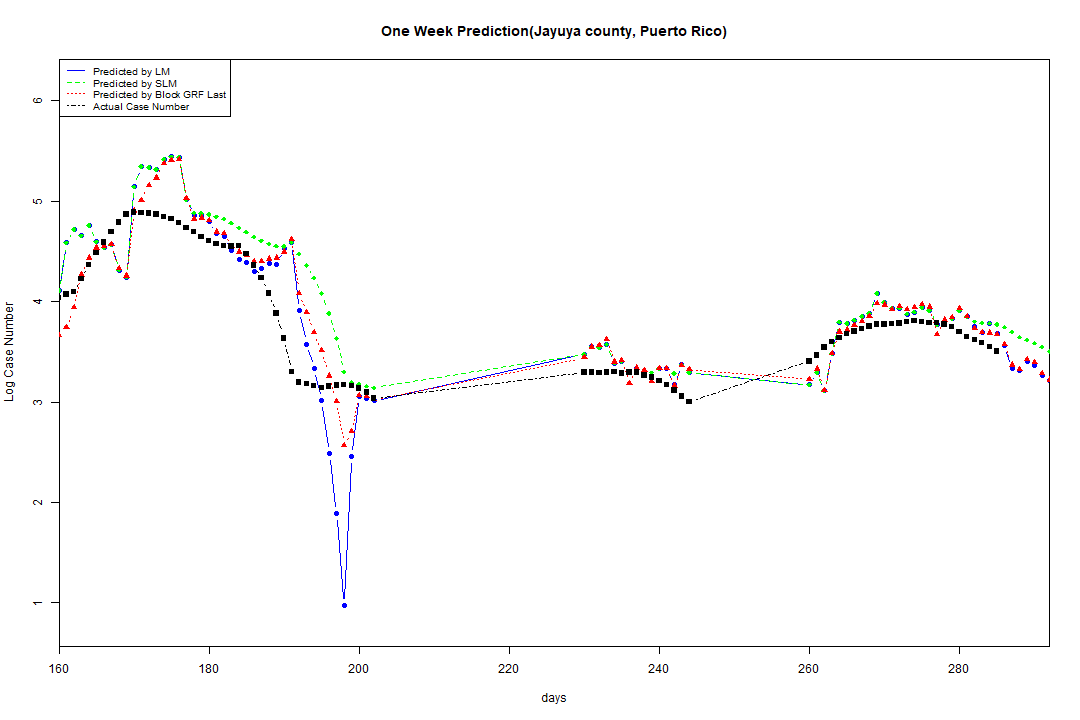 One Week Prediction(Jayuya county, Puerto Rico)
Predicted by LM
Predicted by SLM
Predicted by Block GRF Last
Actual Case Number
Log Case Number
6
5
4
3
2
1
160 180 200 220 240 260 280
days